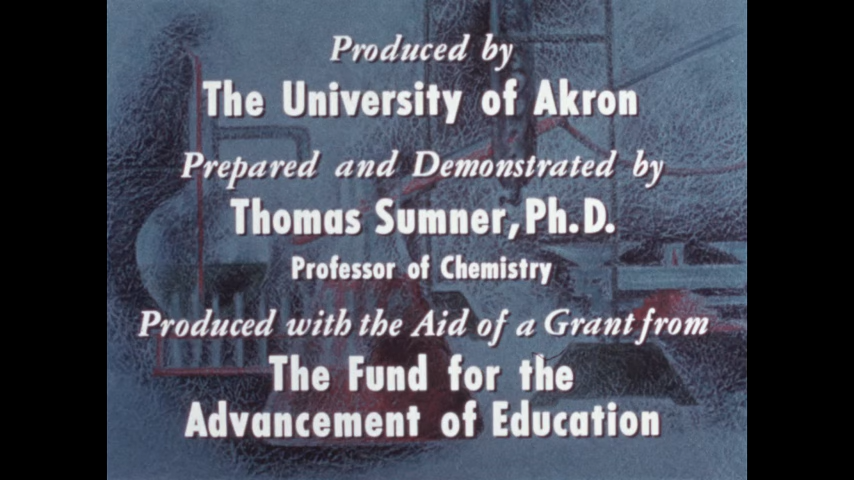 Produced by
The University of Akron
Prepared and Demonstrated by
Thomas Sumner, Ph.D.
Professor of Chemistry
Produced with the Aid of a Grant from
The Fund for the
Advancement of Education